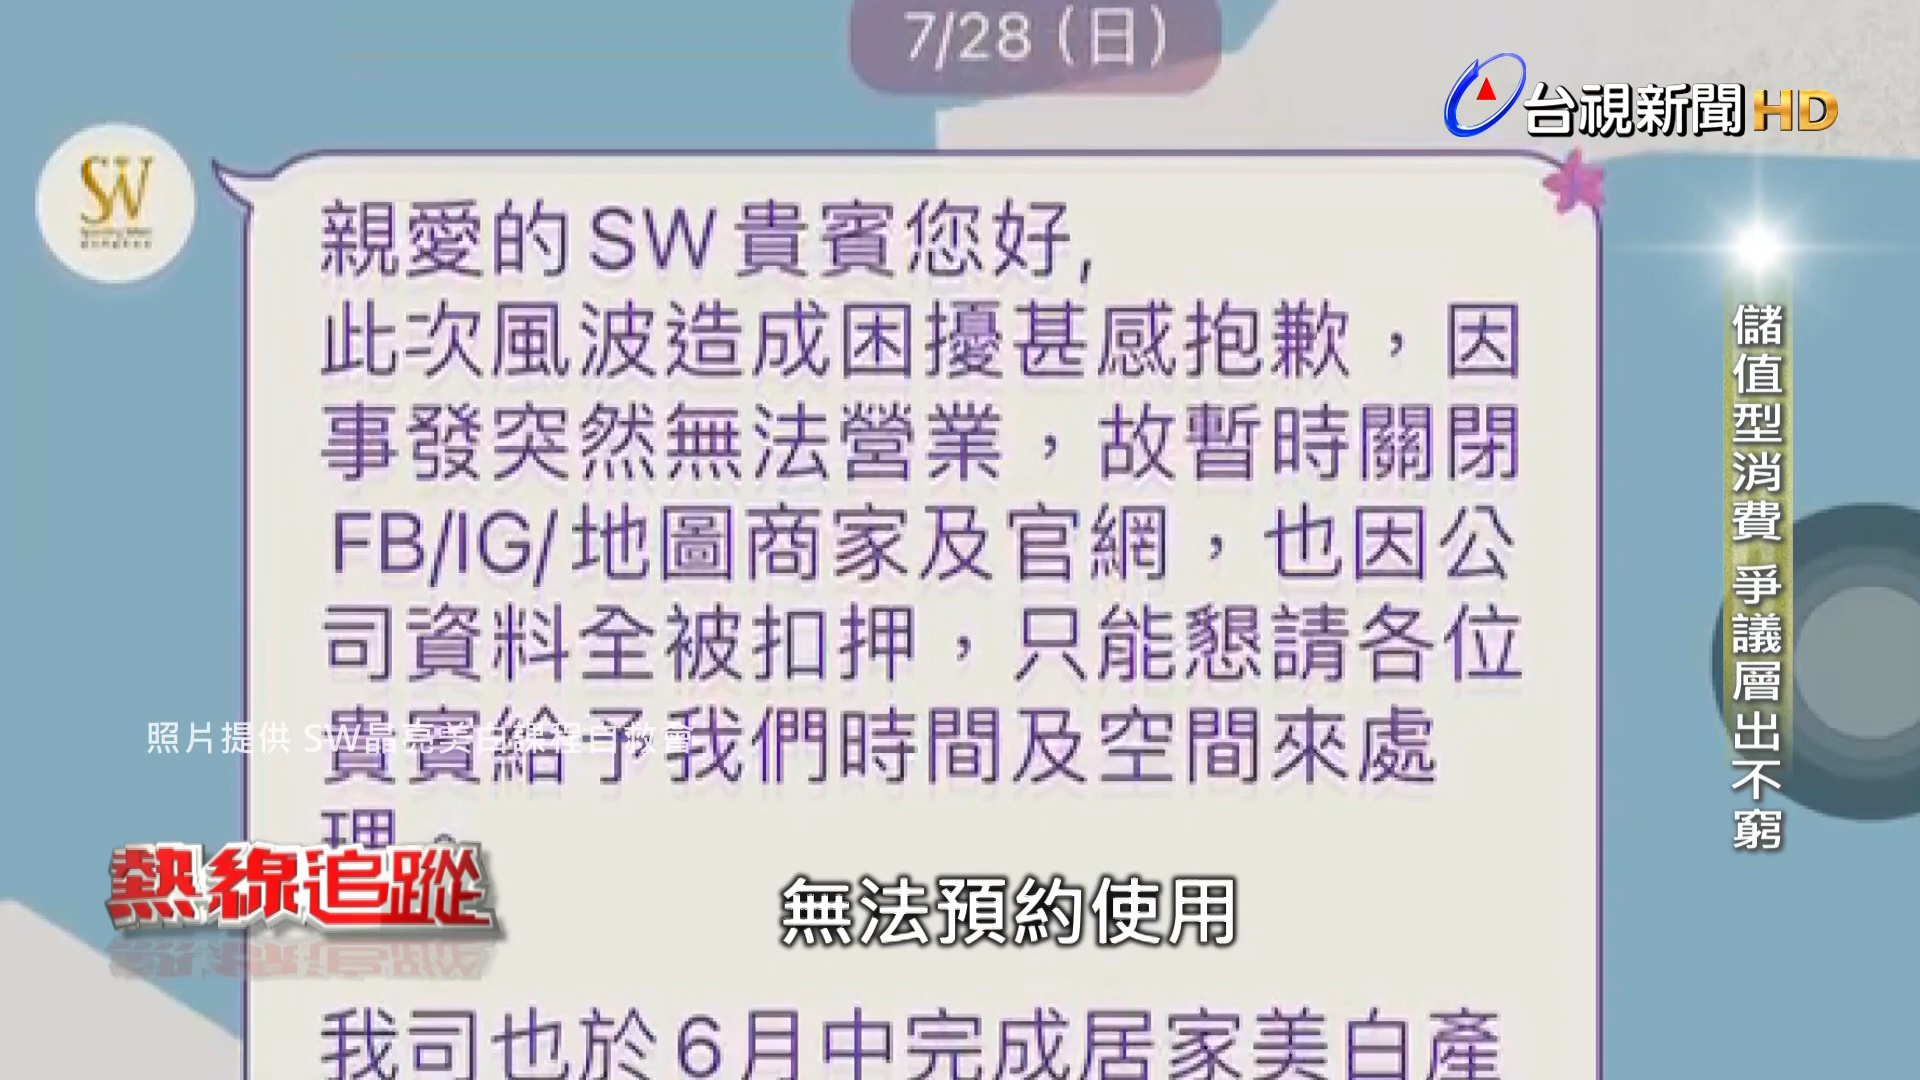 7/28（日）
台視新聞HD
SW
親愛的SW貴賓您好,
此次風波造成困擾甚感抱歉，因
事發突然無法營業，故暫時關閉
FB/IG/地圖商家及官網，也因公
司資料全被扣押，只能懇請各位
貴賓給予我們時間及空間來處
理。
照片提供 SW晶亮美白課程自救會
熱線追蹤
無法預約使用
我司也於6月中完成居家美白產
儲值型消費 爭議層出不窮